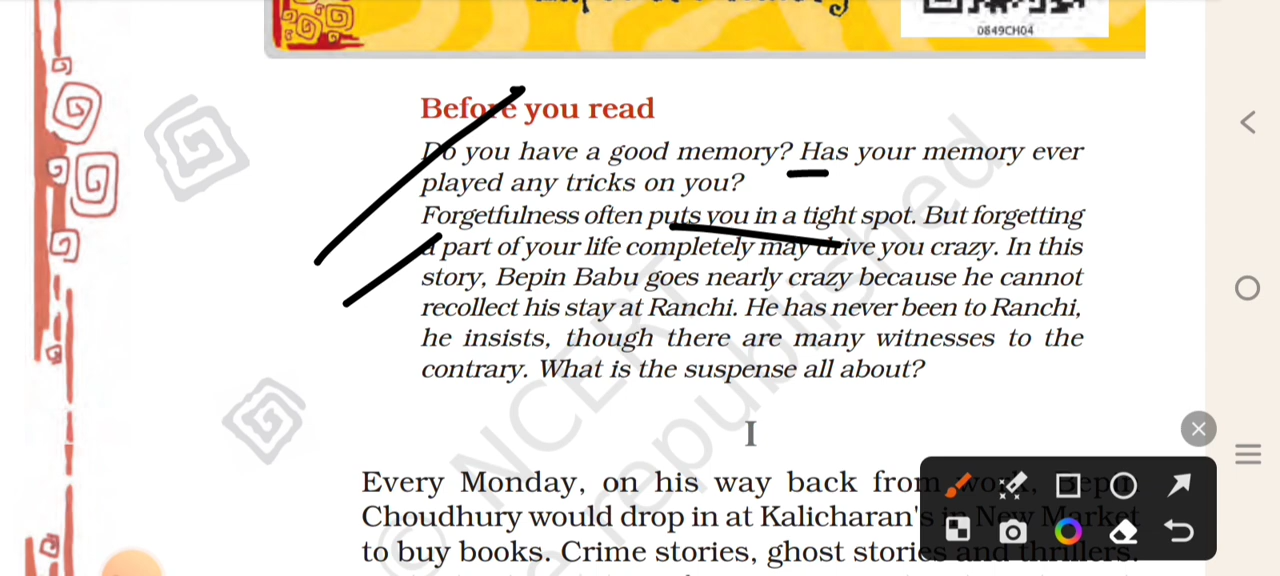 0849CH04
Before you read
Do you have a good memory? Has your memory ever
played any tricks on you?
Forgetfulness often puts you in a tight spot. But forgetting
a part of your life completely may drive you crazy. In this
story, Bepin Babu goes nearly crazy because he cannot
recollect his stay at Ranchi. He has never been to Ranchi,
he insists, though there are many witnesses to the
contrary. What is the suspense all about?
I
Every Monday, on his way back from work, Bepin
Choudhury would drop in at Kalicharan's in New Market
to buy books. Crime stories, ghost stories and thrillers.
© NCERT
republished